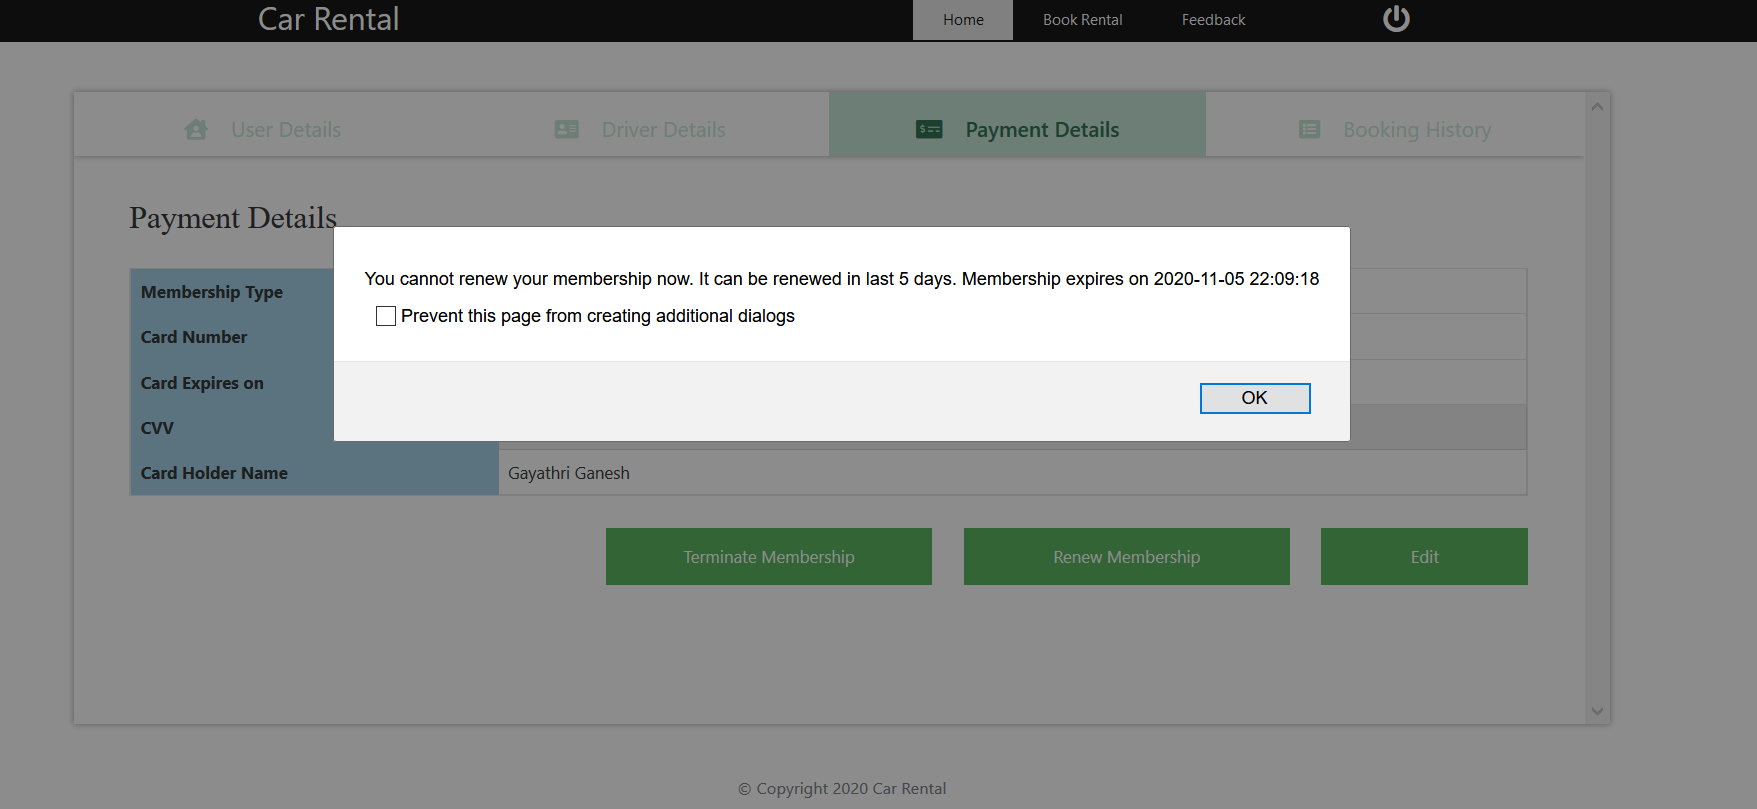 Car Rental
Home
Book Rental
Feedback
User Details
Driver Details
Payment Details
Booking History
Payment Details
You cannot renew your membership now. It can be renewed in last 5 days. Membership expires on 2020-11-05 22:09:18
Prevent this page from creating additional dialogs
OK
Membership Type
Card Number
Card Expires on
CVV
Card Holder Name
Gayathri Ganesh
Terminate Membership
Renew Membership
Edit
© Copyright 2020 Car Rental